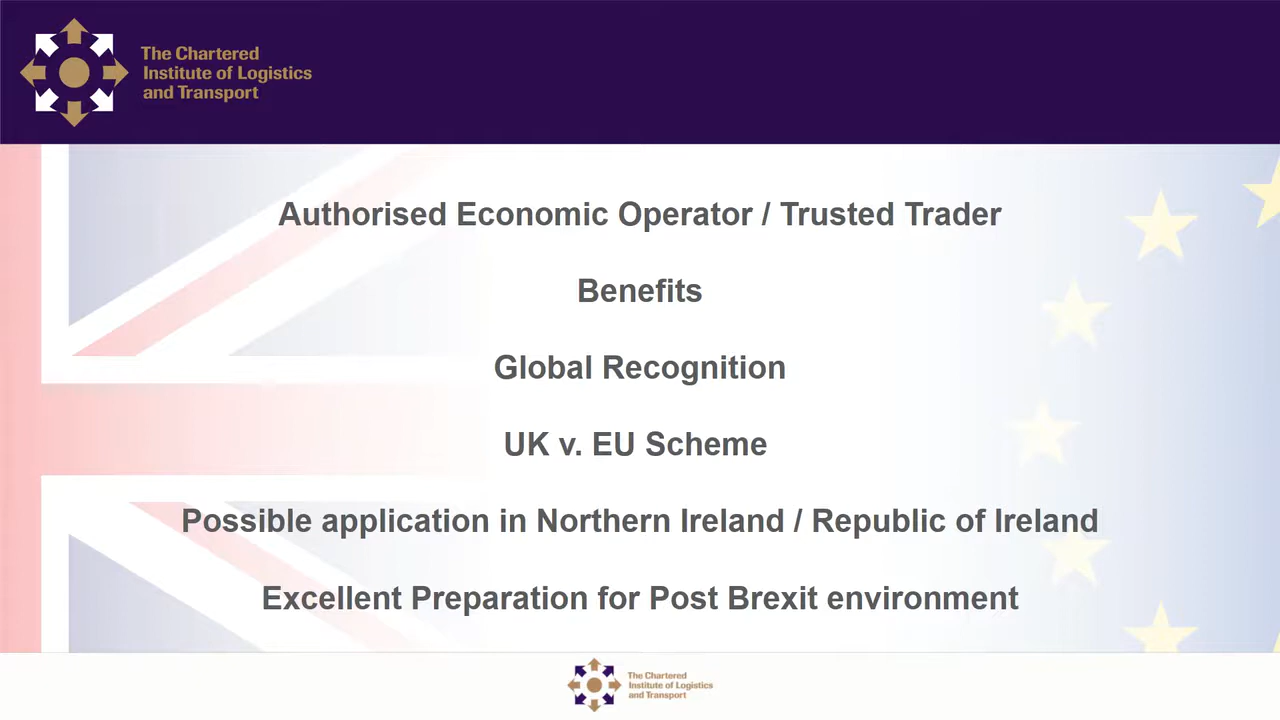 The Chartered
Institute of Logistics
and Transport
Authorised Economic Operator / Trusted Trader
Benefits
Global Recognition
UK v. EU Scheme
Possible application in Northern Ireland / Republic of Ireland
Excellent Preparation for Post Brexit environment
The Chartered
Institute of Logistics
and Transport